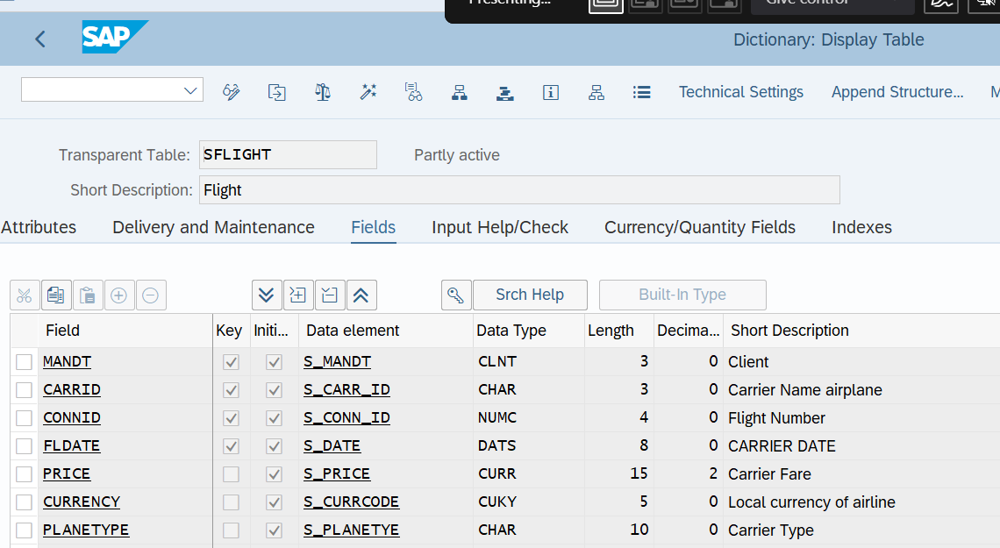 Presenting...
Give control
SAP
Dictionary: Display Table
Technical Settings Append Structure...
Transparent Table: SFLIGHT Partly active
Short Description: Flight
Attributes Delivery and Maintenance Fields Input Help/Check Currency/Quantity Fields Indexes
Srch Help Built-In Type
Field Key Initi... Data element Data Type Length Decima... Short Description
MANDT S_MANDT CLNT 3 0 Client
CARRID S_CARR_ID CHAR 3 0 Carrier Name airplane
CONNID S_CONN_ID NUMC 4 0 Flight Number
FLDATE S_DATE DATS 8 0 CARRIER DATE
PRICE S_PRICE CURR 15 2 Carrier Fare
CURRENCY S_CURRCODE CUKY 5 0 Local currency of airline
PLANETYPE S_PLANETYE CHAR 10 0 Carrier Type